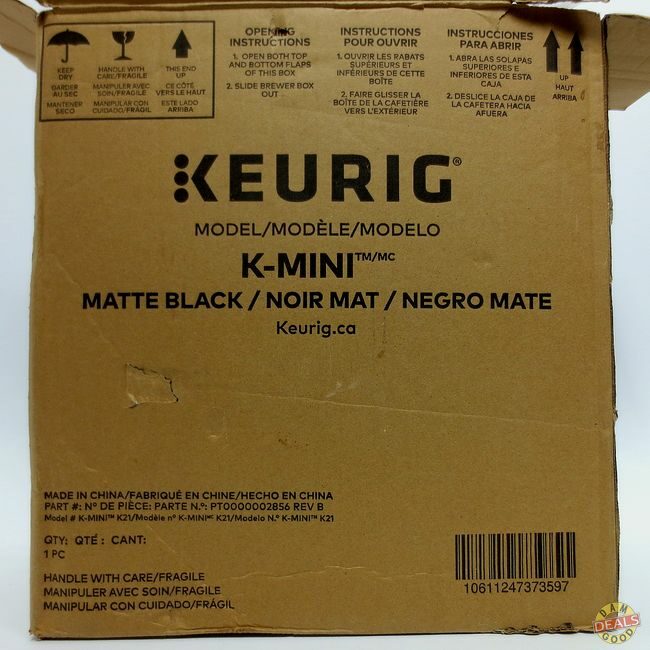 KEEP
DRY
GARDER
AU SEC
MANTENER
SECO
HANDLE WITH
CARE/FRAGILE
MANIPULER AVEC
SOIN/FRAGILE
MANIPULAR CON
CUIDADO/FRÁGIL
THIS END
UP
CE CÔTÉ
VERS LE HAUT
ESTE LADO
ARRIBA
OPENING
INSTRUCTIONS
1. OPEN BOTH TOP
AND BOTTOM FLAPS
OF THIS BOX
2. SLIDE BREWER BOX
OUT
INSTRUCTIONS
POUR OUVRIR
1. OUVRIR LES RABATS
SUPÉRIEURS ET
INFÉRIEURS DE CETTE
BOÎTE
2. FAIRE GLISSER LA
BOÎTE DE LA CAFETIÈRE
VERS L'EXTÉRIEUR
INSTRUCCIONES
PARA ABRIR
1. ABRA LAS SOLAPAS
SUPERIORES E
INFERIORES DE ESTA
CAJA
2. DESLICE LA CAJA DE
LA CAFETERA HACIA
AFUERA
UP
HAUT
ARRIBA
KEURIG®
MODEL/MODÈLE/MODELO
K-MINI™/MC
MATTE BLACK / NOIR MAT / NEGRO MATE
Keurig.ca
MADE IN CHINA/FABRIQUÉ EN CHINE/HECHO EN CHINA
PART #: Nº DE PIÈCE: PARTE N.º: PT0000002856 REV B
Model # K-MINI™ K21/Modèle nº K-MINIᴹᶜ K21/Modelo N.º K-MINI™ K21
QTY: QTÉ : CANT:
1 PC
HANDLE WITH CARE/FRAGILE
MANIPULER AVEC SOIN/FRAGILE
MANIPULAR CON CUIDADO/FRÁGIL
10611247373597
DAM
DEALS
GOOD